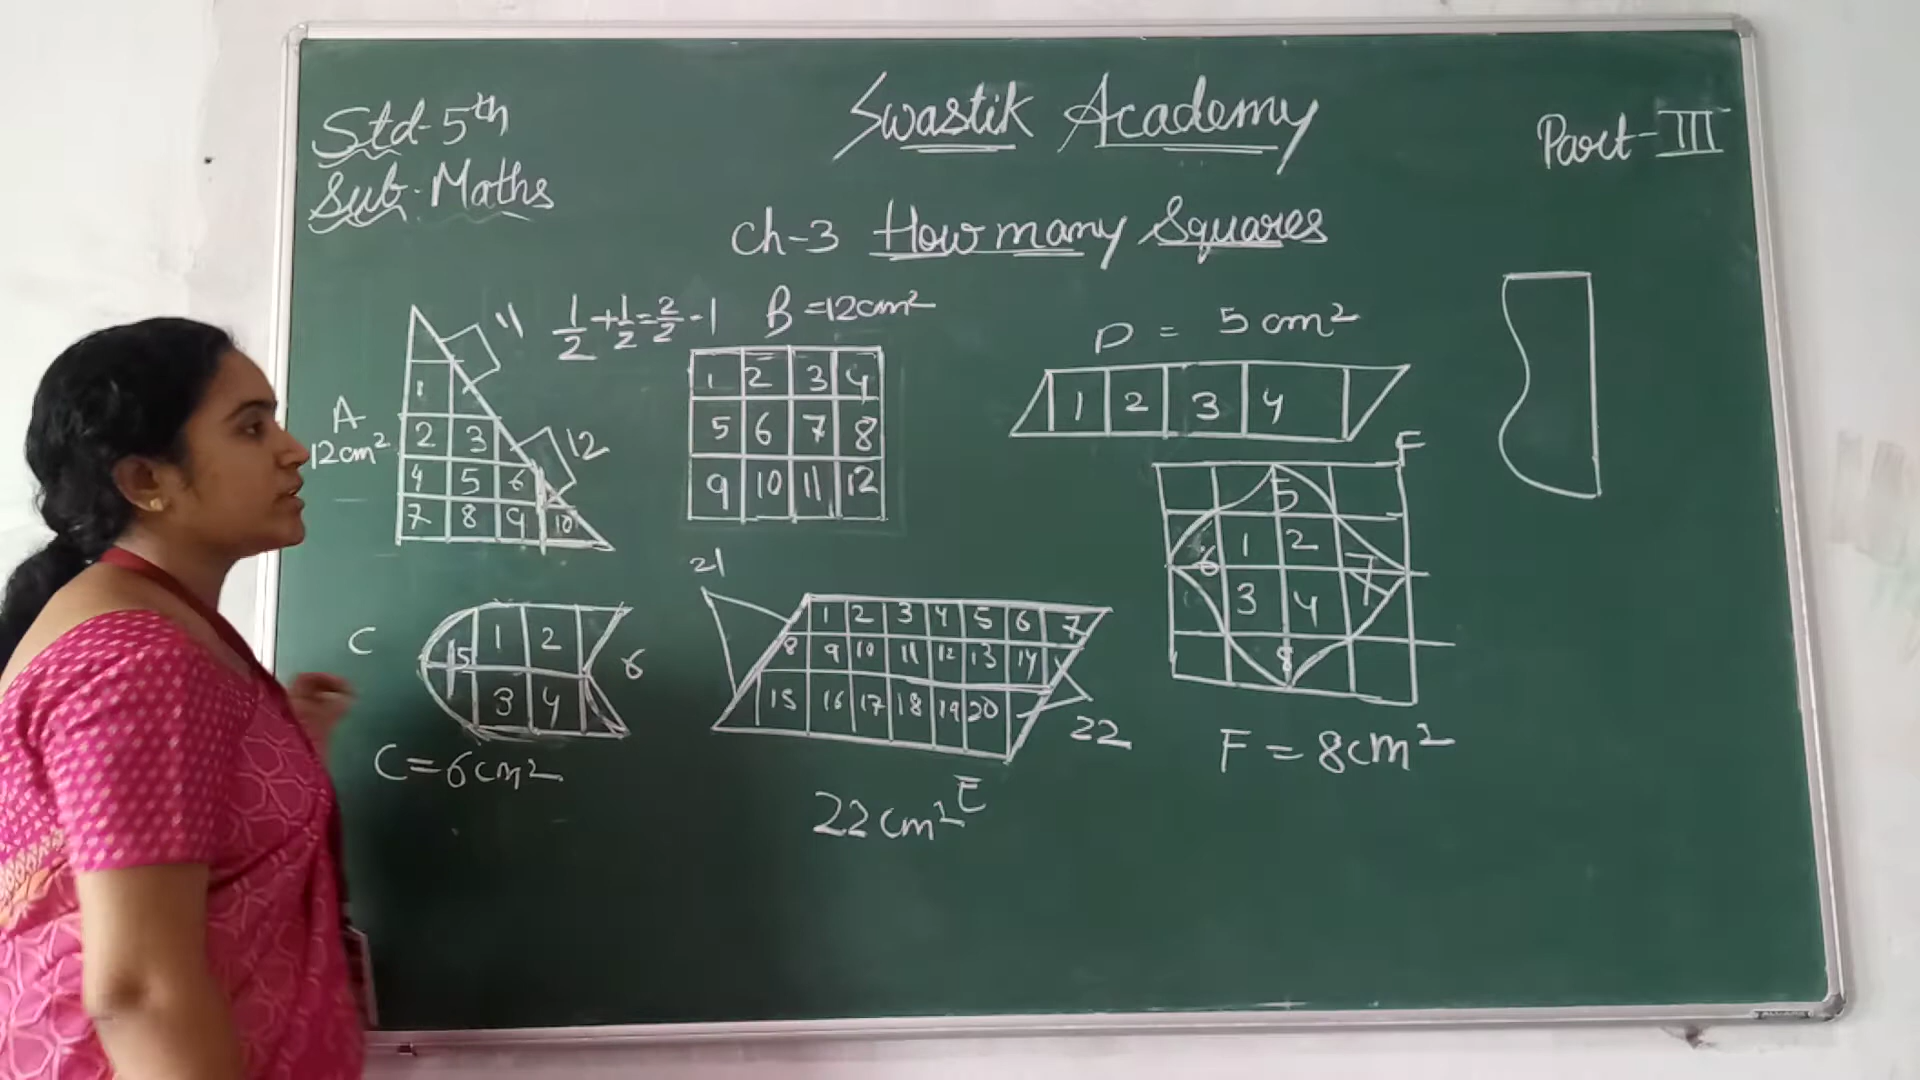 Std-5th
Sub-Maths
Swastik Academy
Part-III
Ch-3 How many Squares
A
12cm2
1
2 3
4 5 6
7 8 9 10
11
12
1/2+1/2=2/2-1
B =12cm2
1 2 3 4
5 6 7 8
9 10 11 12
D = 5cm2
1 2 3 4
C
1 2
5
3 4
6
C=6cm2
21
1 2 3 4 5 6 7
8 9 10 11 12 13 14
15 16 17 18 19 20
22
E
22cm2
F
5
1 2
6 7
3 4
8
F = 8cm2